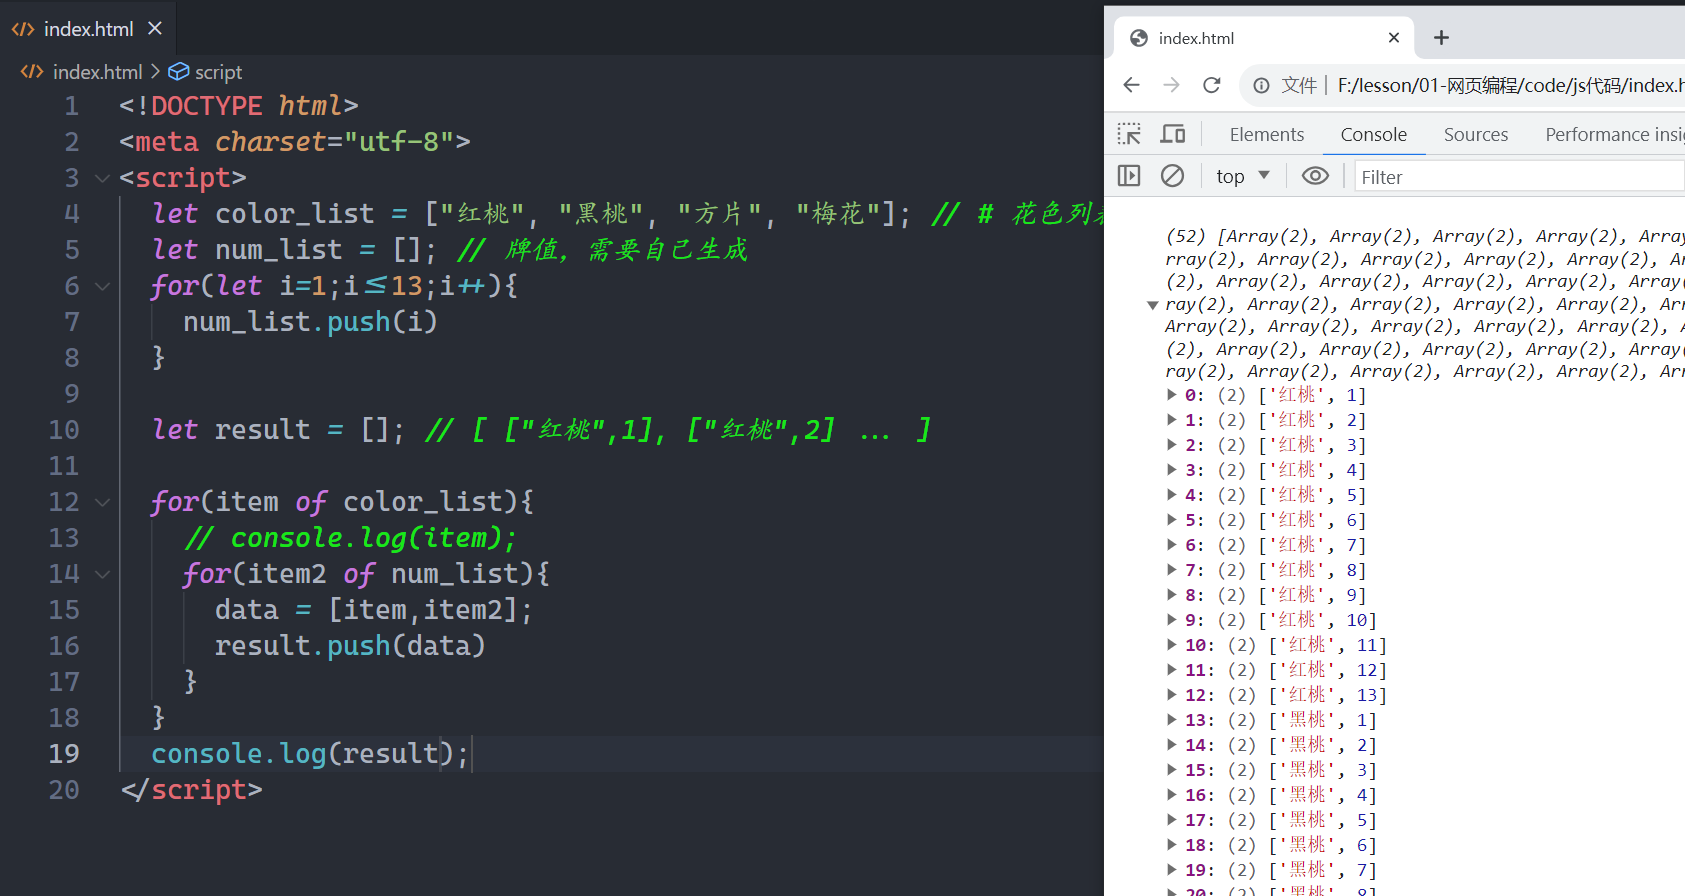 index.html
index.html > script
1 <!DOCTYPE html>
2 <meta charset="utf-8">
3 <script>
4 let color_list = ["红桃", "黑桃", "方片", "梅花"]; // # 花色列
5 let num_list = []; // 牌值，需要自己生成
6 for(let i=1;i<=13;i++){
7 num_list.push(i)
8 }
9
10 let result = []; // [ ["红桃",1], ["红桃",2] ... ]
11
12 for(item of color_list){
13 // console.log(item);
14 for(item2 of num_list){
15 data = [item,item2];
16 result.push(data)
17 }
18 }
19 console.log(result);
20 </script>
index.html
文件 | F:/lesson/01-网页编程/code/js代码/index.h
Elements Console Sources Performance insi
top Filter
(52) [Array(2), Array(2), Array(2), Array(2), Array
rray(2), Array(2), Array(2), Array(2), Array(2), Ar
(2), Array(2), Array(2), Array(2), Array(2), Array(
ray(2), Array(2), Array(2), Array(2), Array(2), Arr
Array(2), Array(2), Array(2), Array(2), Array(2), A
(2), Array(2), Array(2), Array(2), Array(2), Array(
ray(2), Array(2), Array(2), Array(2), Array(2), Arr
0: (2) ['红桃', 1]
1: (2) ['红桃', 2]
2: (2) ['红桃', 3]
3: (2) ['红桃', 4]
4: (2) ['红桃', 5]
5: (2) ['红桃', 6]
6: (2) ['红桃', 7]
7: (2) ['红桃', 8]
8: (2) ['红桃', 9]
9: (2) ['红桃', 10]
10: (2) ['红桃', 11]
11: (2) ['红桃', 12]
12: (2) ['红桃', 13]
13: (2) ['黑桃', 1]
14: (2) ['黑桃', 2]
15: (2) ['黑桃', 3]
16: (2) ['黑桃', 4]
17: (2) ['黑桃', 5]
18: (2) ['黑桃', 6]
19: (2) ['黑桃', 7]
20: (2) ['黑桃', 8]